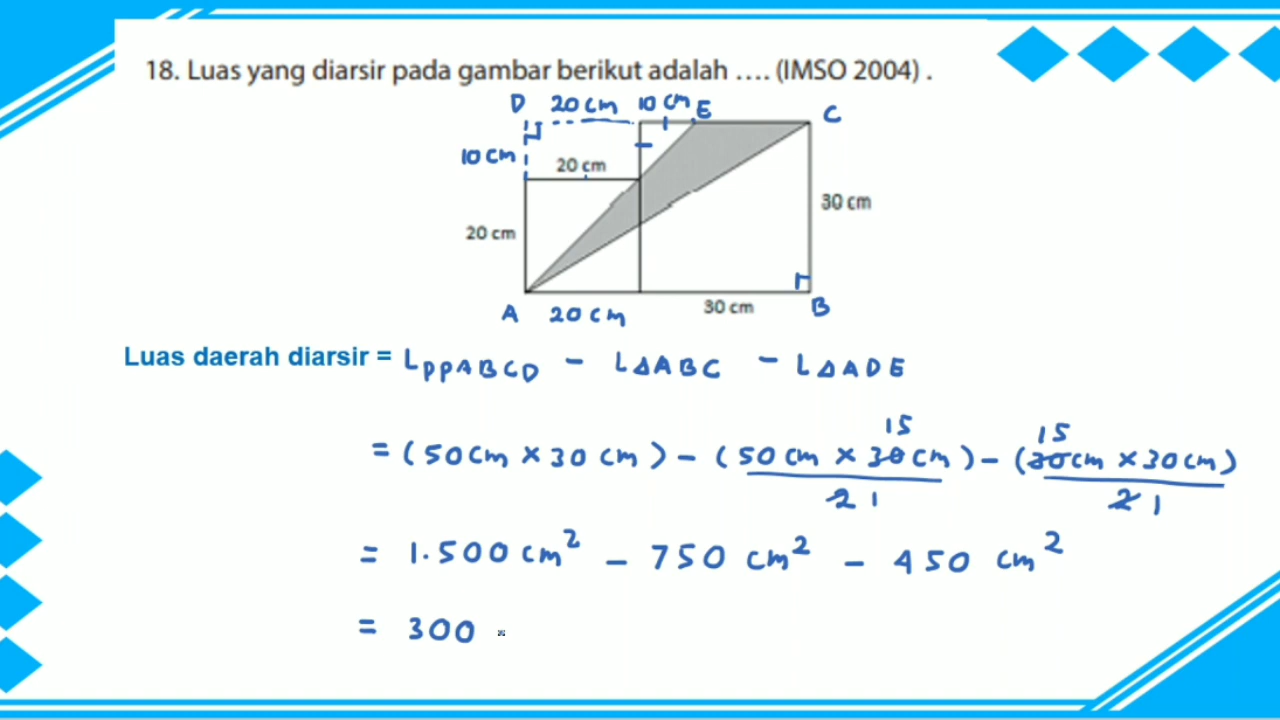 18. Luas yang diarsir pada gambar berikut adalah .... (IMSO 2004) .
D 20 cm 10 cm E C
10 cm
20 cm
20 cm
30 cm
A 20 cm 30 cm B
Luas daerah diarsir = LPPABCD - L△ABC - L△ADE
15 15
= (50 cm × 30 cm) - (50 cm × 30 cm) - (30 cm × 30 cm)
2 1 2 1
= 1.500 cm² - 750 cm² - 450 cm²
= 300